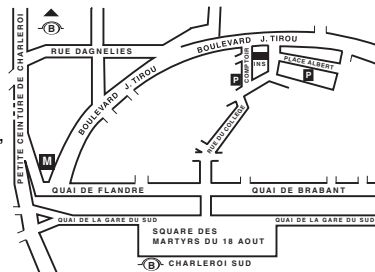 PETITE CEINTURE DE CHARLEROI
B
RUE DAGNELIES
BOULEVARD J. TIROU
BOULEVARD J. TIROU
COMPTOIR
INS
PLACE ALBERT
P
P
RUE DU COLLEGE
M
QUAI DE FLANDRE
QUAI DE BRABANT
QUAI DE LA GARE DU SUD
QUAI DE LA GARE DU SUD
SQUARE DES
MARTYRS DU 18 AOUT
B
CHARLEROI SUD